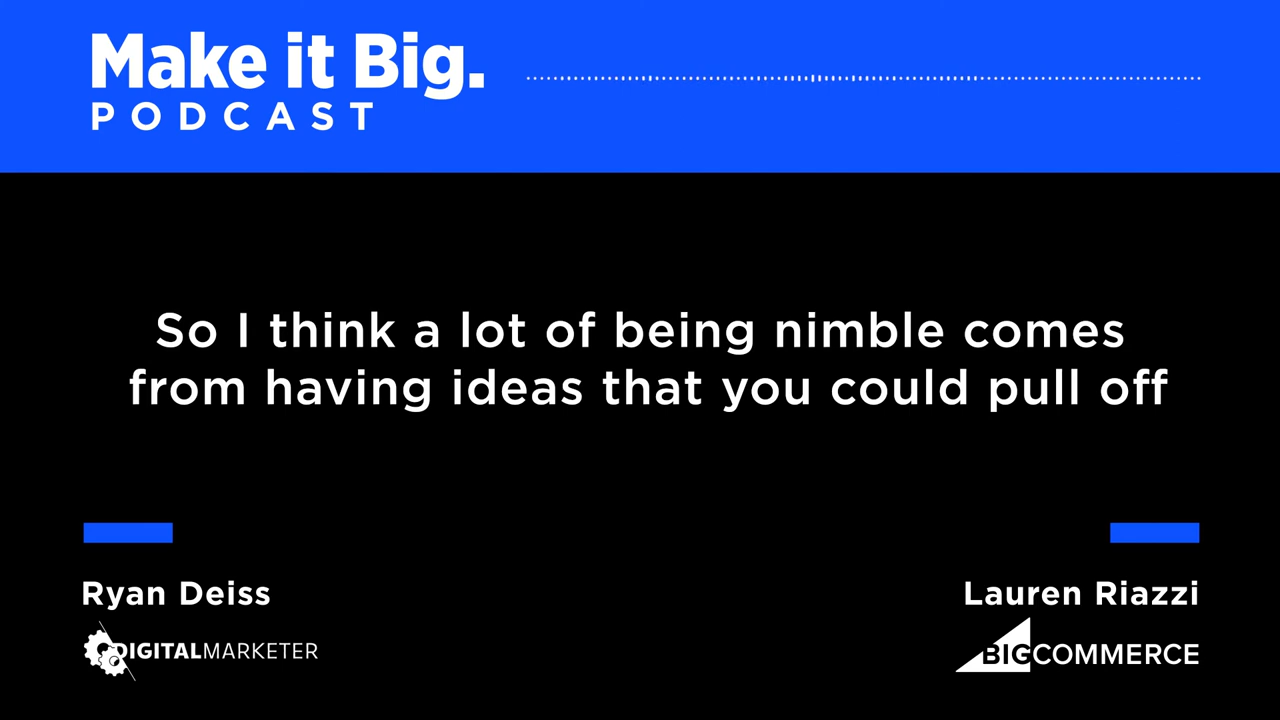 Make it Big.
PODCAST
So I think a lot of being nimble comes
from having ideas that you could pull off
Ryan Deiss
Lauren Riazzi
DIGITALMARKETER
BIGCOMMERCE